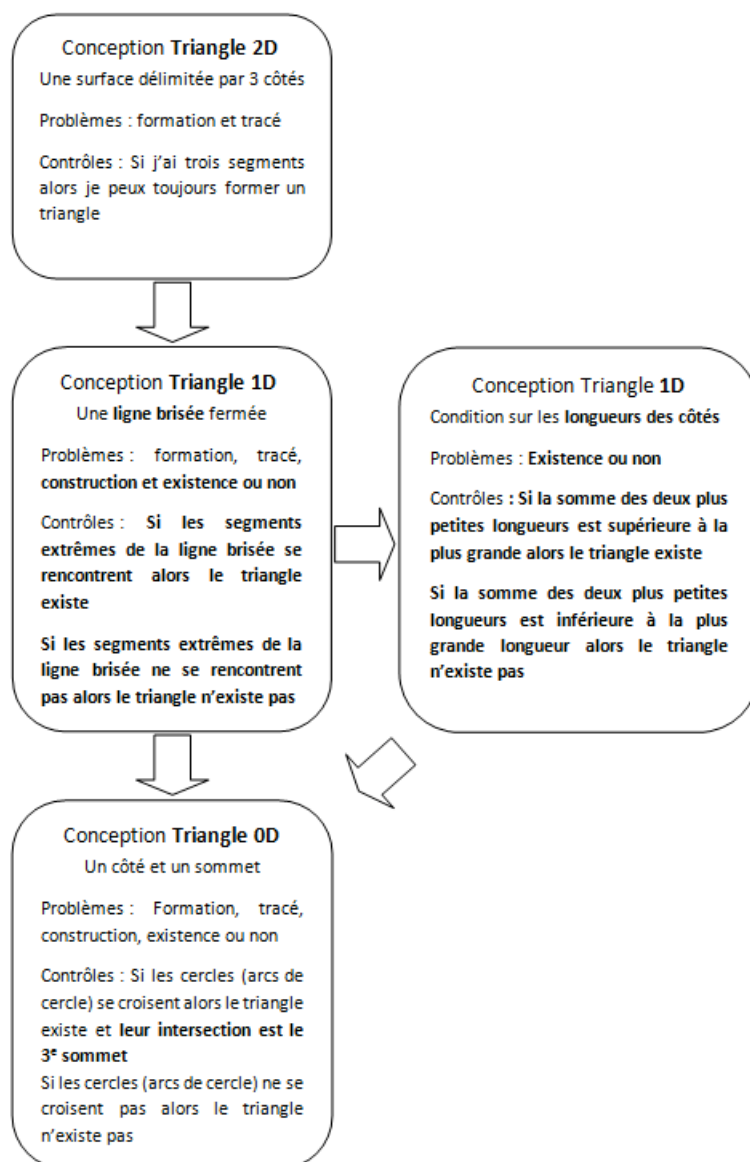 Conception Triangle 2D
Une surface délimitée par 3 côtés
Problèmes : formation et tracé
Contrôles : Si j’ai trois segments
alors je peux toujours former un
triangle
Conception Triangle 1D
Une ligne brisée fermée
Problèmes : formation, tracé,
construction et existence ou non
Contrôles : Si les segments
extrêmes de la ligne brisée se
rencontrent alors le triangle
existe
Si les segments extrêmes de la
ligne brisée ne se rencontrent
pas alors le triangle n’existe pas
Conception Triangle 1D
Condition sur les longueurs des côtés
Problèmes : Existence ou non
Contrôles : Si la somme des deux plus
petites longueurs est supérieure à la
plus grande alors le triangle existe
Si la somme des deux plus petites
longueurs est inférieure à la plus
grande longueur alors le triangle
n’existe pas
Conception Triangle 0D
Un côté et un sommet
Problèmes : Formation, tracé,
construction, existence ou non
Contrôles : Si les cercles (arcs de
cercle) se croisent alors le triangle
existe et leur intersection est le
3e sommet
Si les cercles (arcs de cercle) ne se
croisent pas alors le triangle
n’existe pas